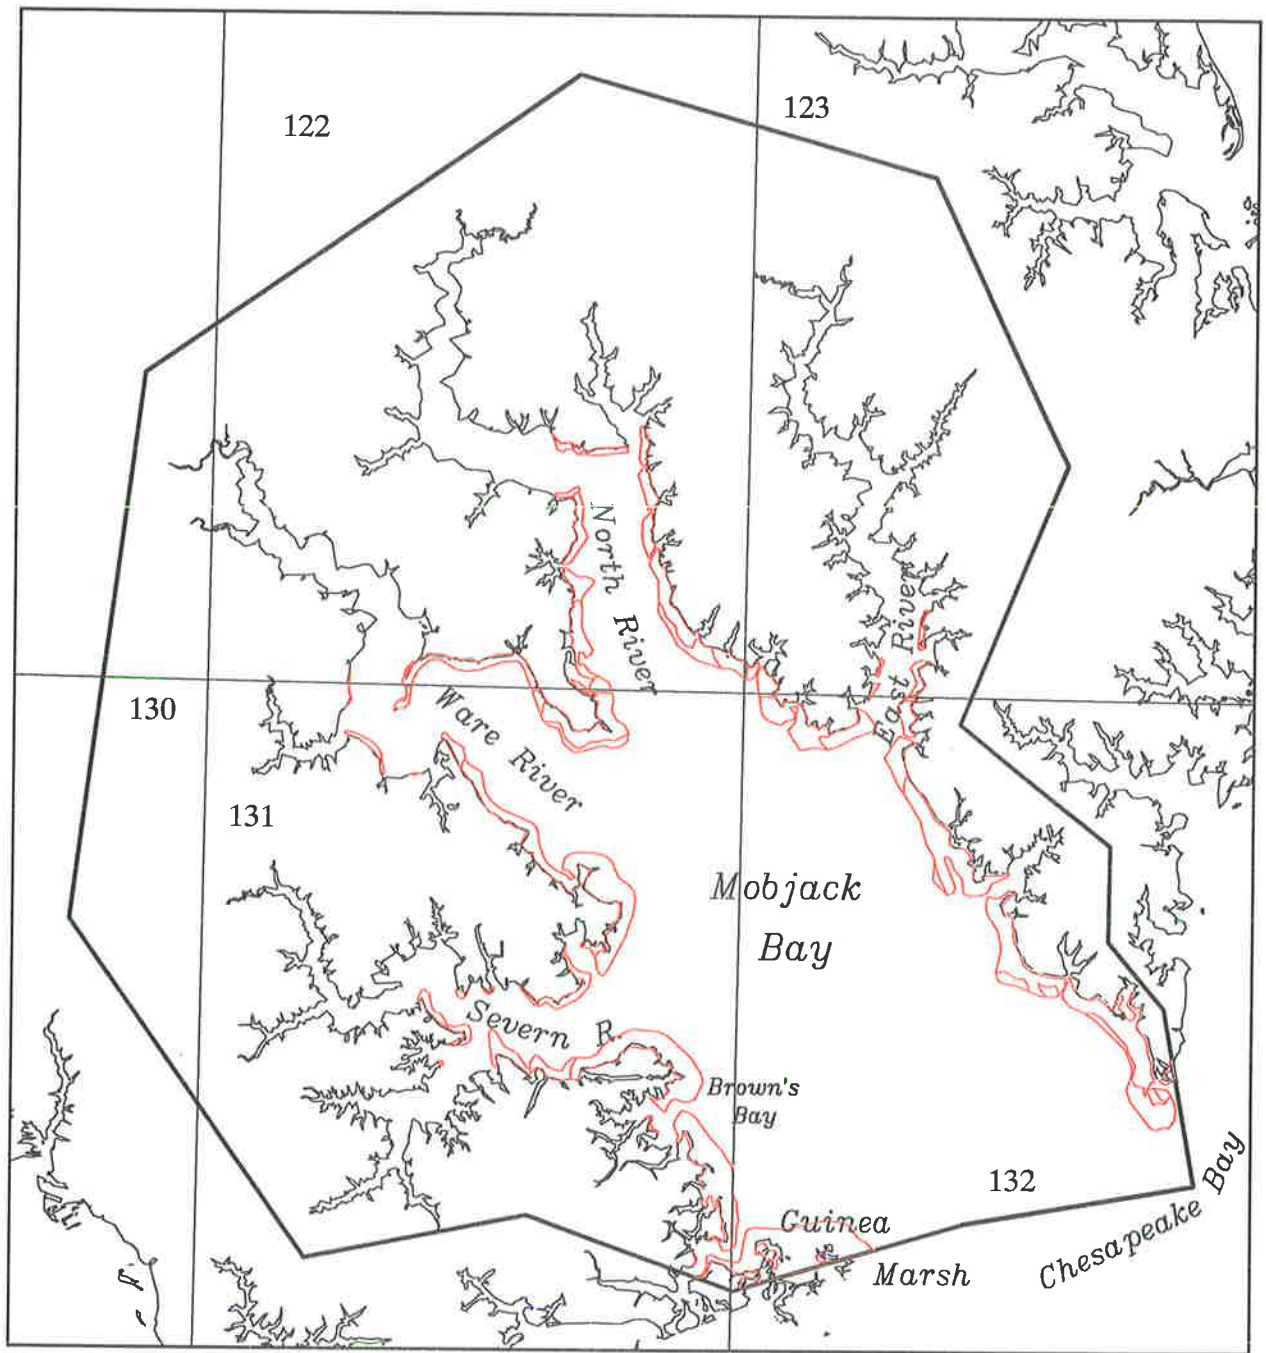 122
123
North
River
East
River
130
Ware River
131
Mobjack
Bay
Severn R
Brown's
Bay
132
Guinea
Marsh
Chesapeake Bay